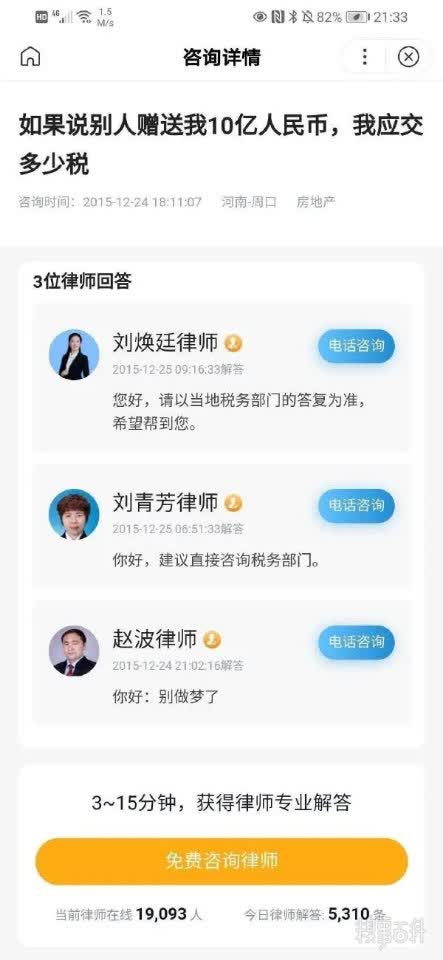 HD 4G 1.5 M/s 82% 21:33
咨询详情
如果说别人赠送我10亿人民币，我应交
多少税
咨询时间：2015-12-24 18:11:07 河南-周口 房地产
3位律师回答
刘焕廷律师 电话咨询
2015-12-25 09:16:33解答
您好，请以当地税务部门的答复为准，
希望帮到您。
刘青芳律师 电话咨询
2015-12-25 06:51:33解答
你好，建议直接咨询税务部门。
赵波律师 电话咨询
2015-12-24 21:02:16解答
你好：别做梦了
3~15分钟，获得律师专业解答
免费咨询律师
当前律师在线 19,093 人 今日律师解答: 5,310 条